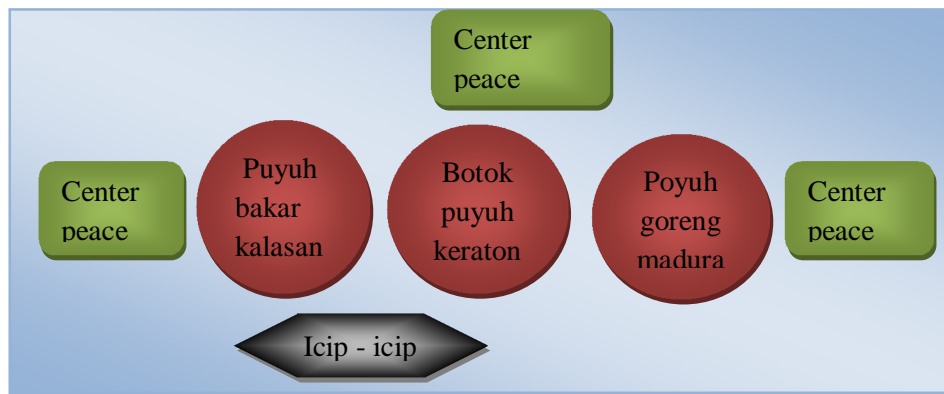 Center
peace
Center
peace
Puyuh
bakar
kalasan
Botok
puyuh
keraton
Poyuh
goreng
madura
Center
peace
Icip - icip